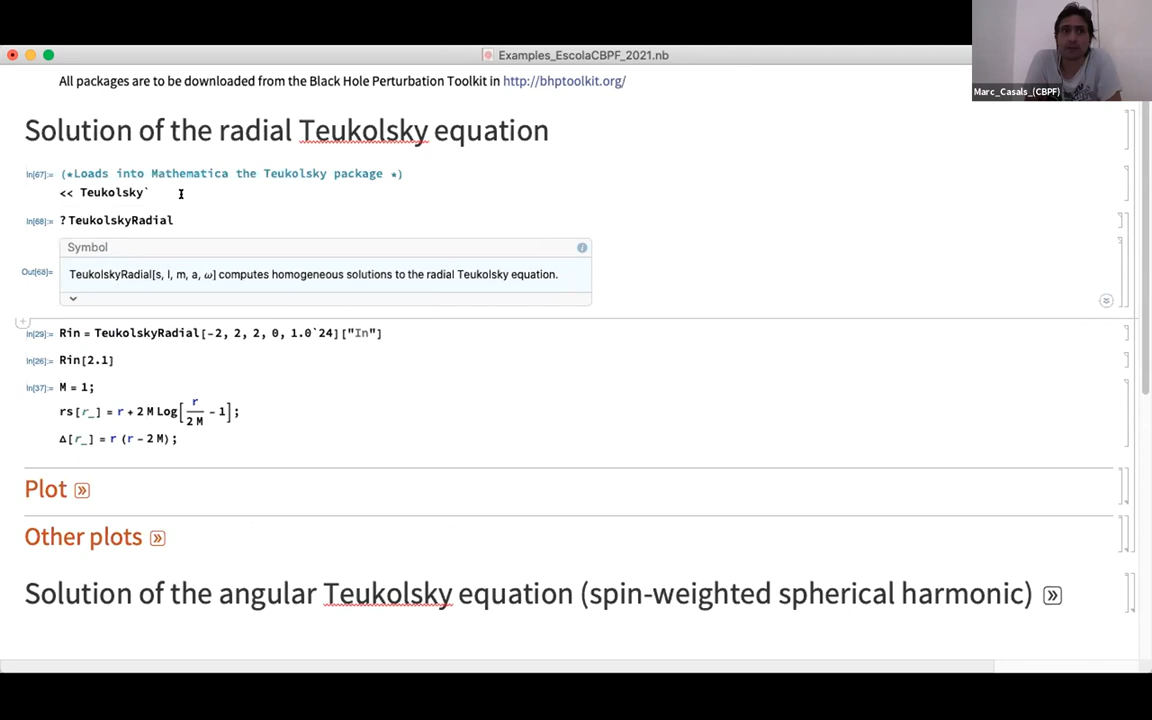 Examples_EscolaCBPF_2021.nb
Marc_Casals_(CBPF)
All packages are to be downloaded from the Black Hole Perturbation Toolkit in http://bhptoolkit.org/
Solution of the radial Teukolsky equation
In[67]:= (*Loads into Mathematica the Teukolsky package *)
<< Teukolsky`
In[68]:= ? TeukolskyRadial
Symbol
Out[68]= TeukolskyRadial[s, l, m, a, ω] computes homogeneous solutions to the radial Teukolsky equation.
In[29]:= Rin = TeukolskyRadial[-2, 2, 2, 0, 1.0`24]["In"]
In[26]:= Rin[2.1]
In[37]:= M = 1;
rs[r_] = r + 2 M Log[r/2 M - 1];
Δ[r_] = r (r - 2 M);
Plot
Other plots
Solution of the angular Teukolsky equation (spin-weighted spherical harmonic)